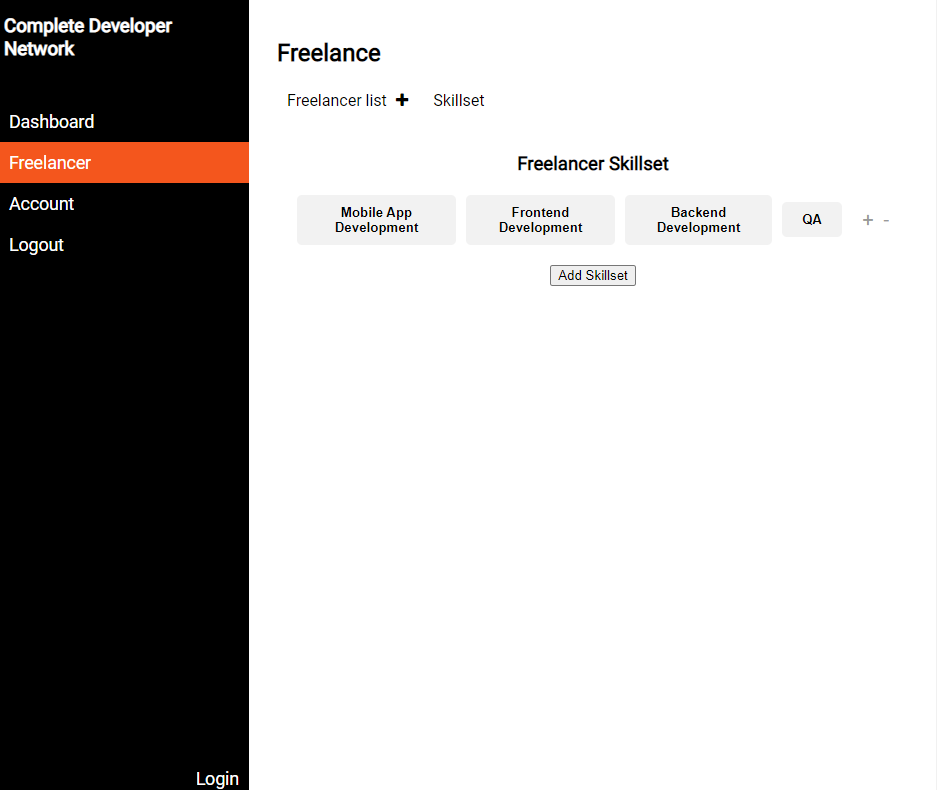 Complete Developer
Network
Dashboard
Freelancer
Account
Logout
Login
Freelance
Freelancer list + Skillset
Freelancer Skillset
Mobile App
Development
Frontend
Development
Backend
Development
QA
+ -
Add Skillset